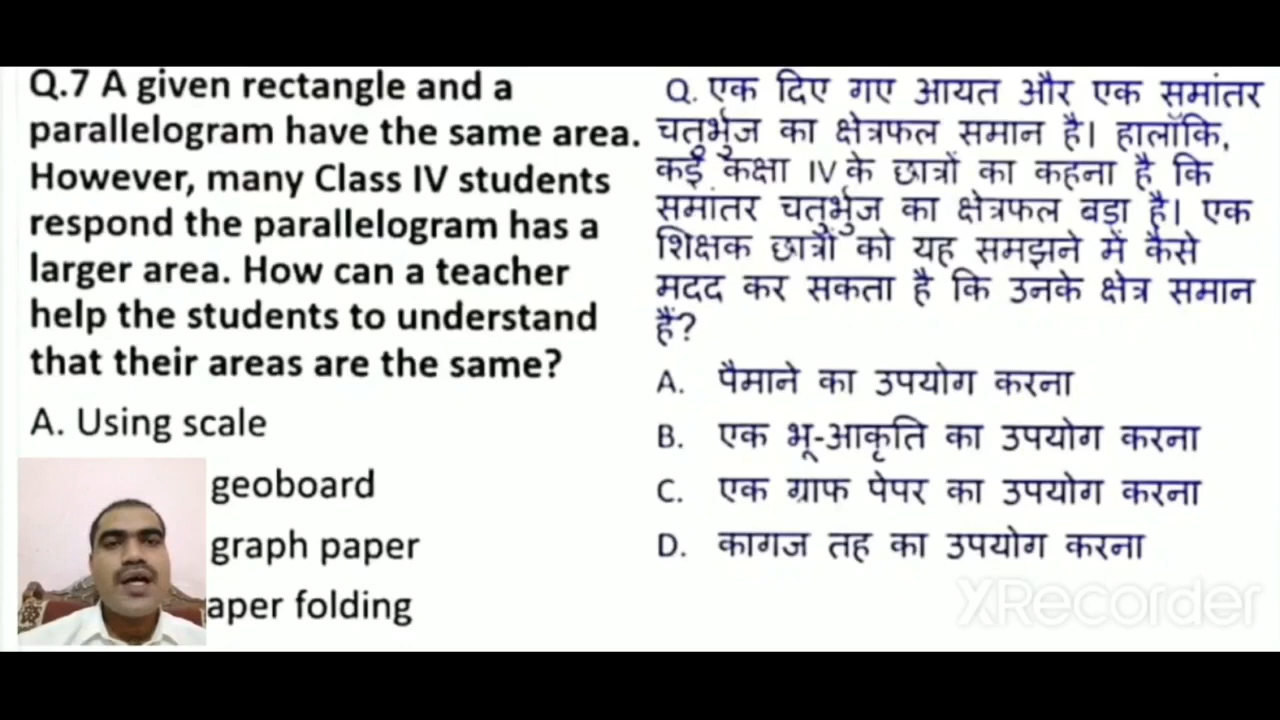 Q.7 A given rectangle and a
parallelogram have the same area.
However, many Class IV students
respond the parallelogram has a
larger area. How can a teacher
help the students to understand
that their areas are the same?
A. Using scale
geoboard
graph paper
aper folding
Q. एक दिए गए आयत और एक समांतर
चतुर्भुज का क्षेत्रफल समान है। हालाँकि,
कई कक्षा IV के छात्रों का कहना है कि
समांतर चतुर्भुज का क्षेत्रफल बड़ा है। एक
शिक्षक छात्रों को यह समझने में कैसे
मदद कर सकता है कि उनके क्षेत्र समान
हैं?
A. पैमाने का उपयोग करना
B. एक भू-आकृति का उपयोग करना
C. एक ग्राफ पेपर का उपयोग करना
D. कागज तह का उपयोग करना
XRecorder